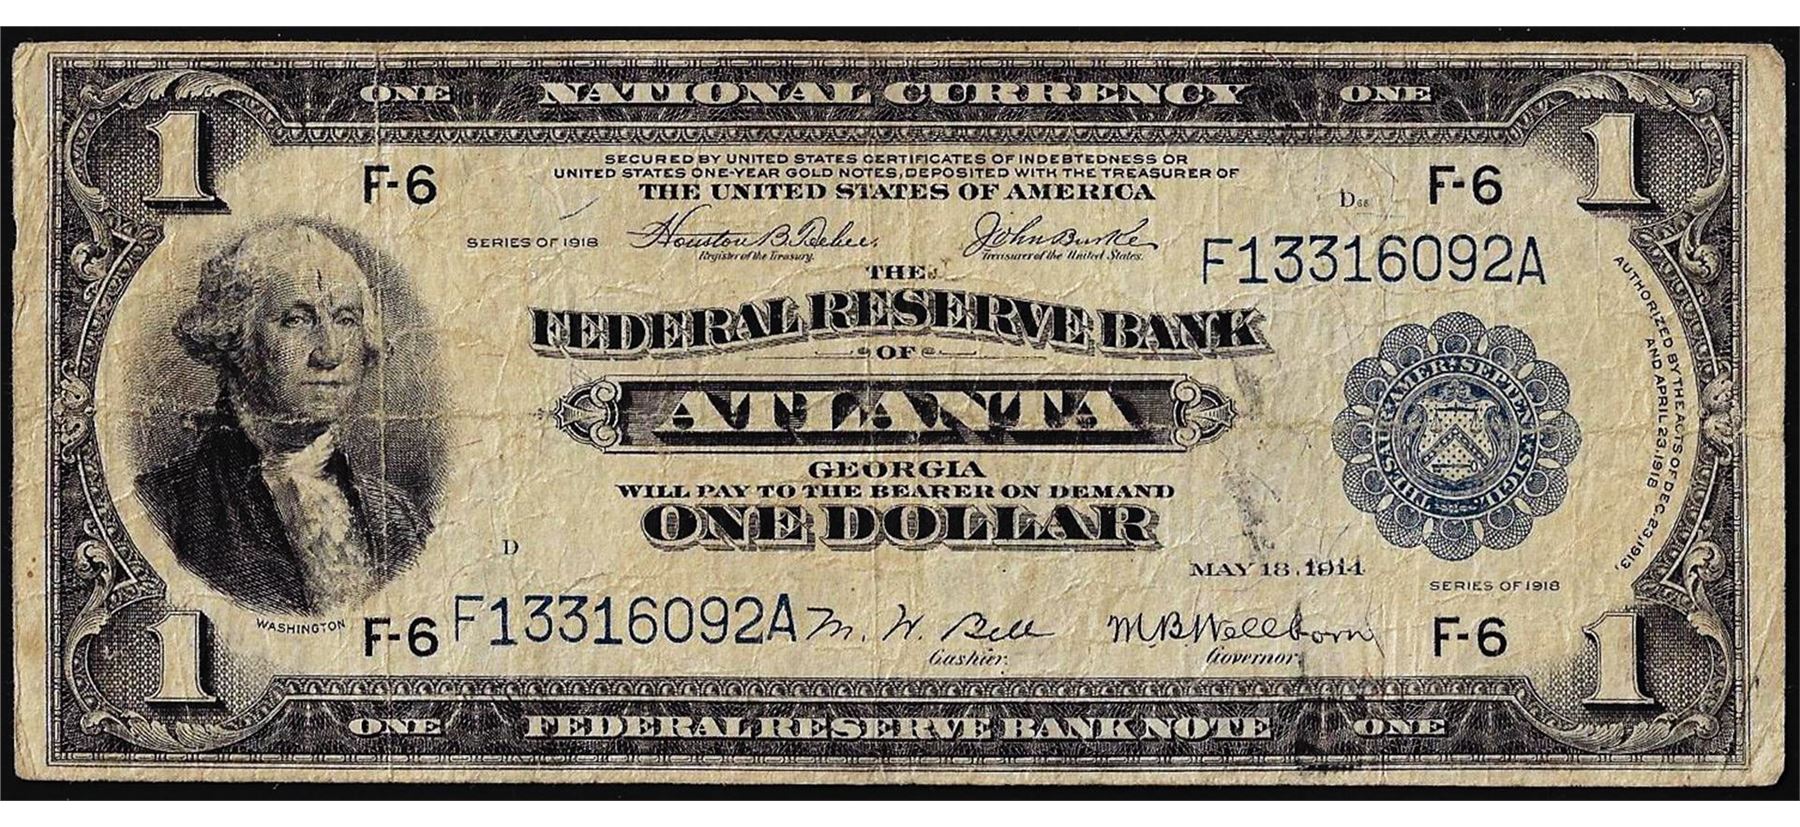 ONE NATIONAL CURRENCY ONE
1 1
SECURED BY UNITED STATES CERTIFICATES OF INDEBTEDNESS OR
UNITED STATES ONE-YEAR GOLD NOTES, DEPOSITED WITH THE TREASURER OF
THE UNITED STATES OF AMERICA
F-6 D F-6
SERIES OF 1918 Houston B. Teehee John Burke
Register of the Treasury. Treasurer of the United States.
F13316092A
THE
FEDERAL RESERVE BANK
OF
ATLANTA
GEORGIA
WILL PAY TO THE BEARER ON DEMAND
ONE DOLLAR
THESAUR. AMER. SEPTENT. SIGIL.
AUTHORIZED BY THE ACTS OF DEC. 23, 1913,
AND APRIL 23, 1918
D
MAY 18, 1914
SERIES OF 1918
WASHINGTON
F-6 F13316092A M. W. Bell M B Wellborn F-6
Cashier. Governor.
1 1
ONE FEDERAL RESERVE BANK NOTE ONE